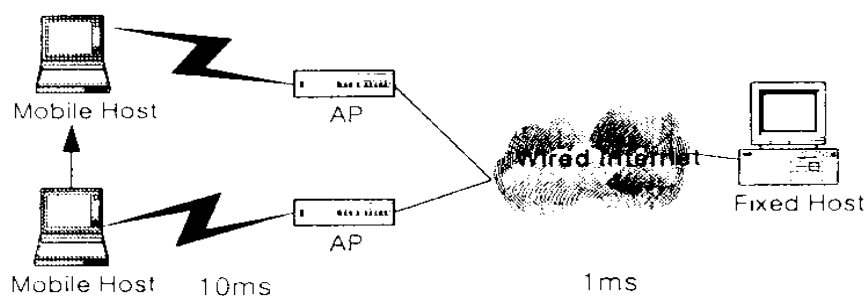 Mobile Host
AP
Wired Internet
Fixed Host
AP
Mobile Host
10ms
1ms